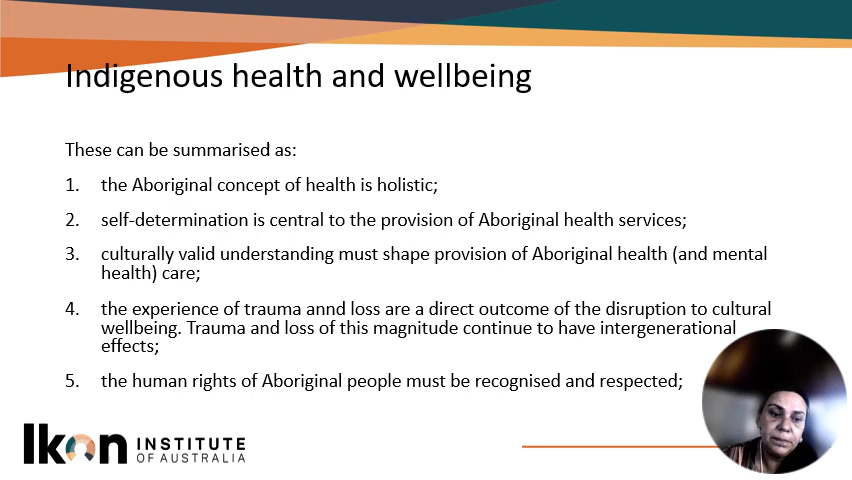 Indigenous health and wellbeing
These can be summarised as:
1. the Aboriginal concept of health is holistic;
2. self-determination is central to the provision of Aboriginal health services;
3. culturally valid understanding must shape provision of Aboriginal health (and mental
health) care;
4. the experience of trauma annd loss are a direct outcome of the disruption to cultural
wellbeing. Trauma and loss of this magnitude continue to have intergenerational
effects;
5. the human rights of Aboriginal people must be recognised and respected;
Ikon INSTITUTE
OF AUSTRALIA